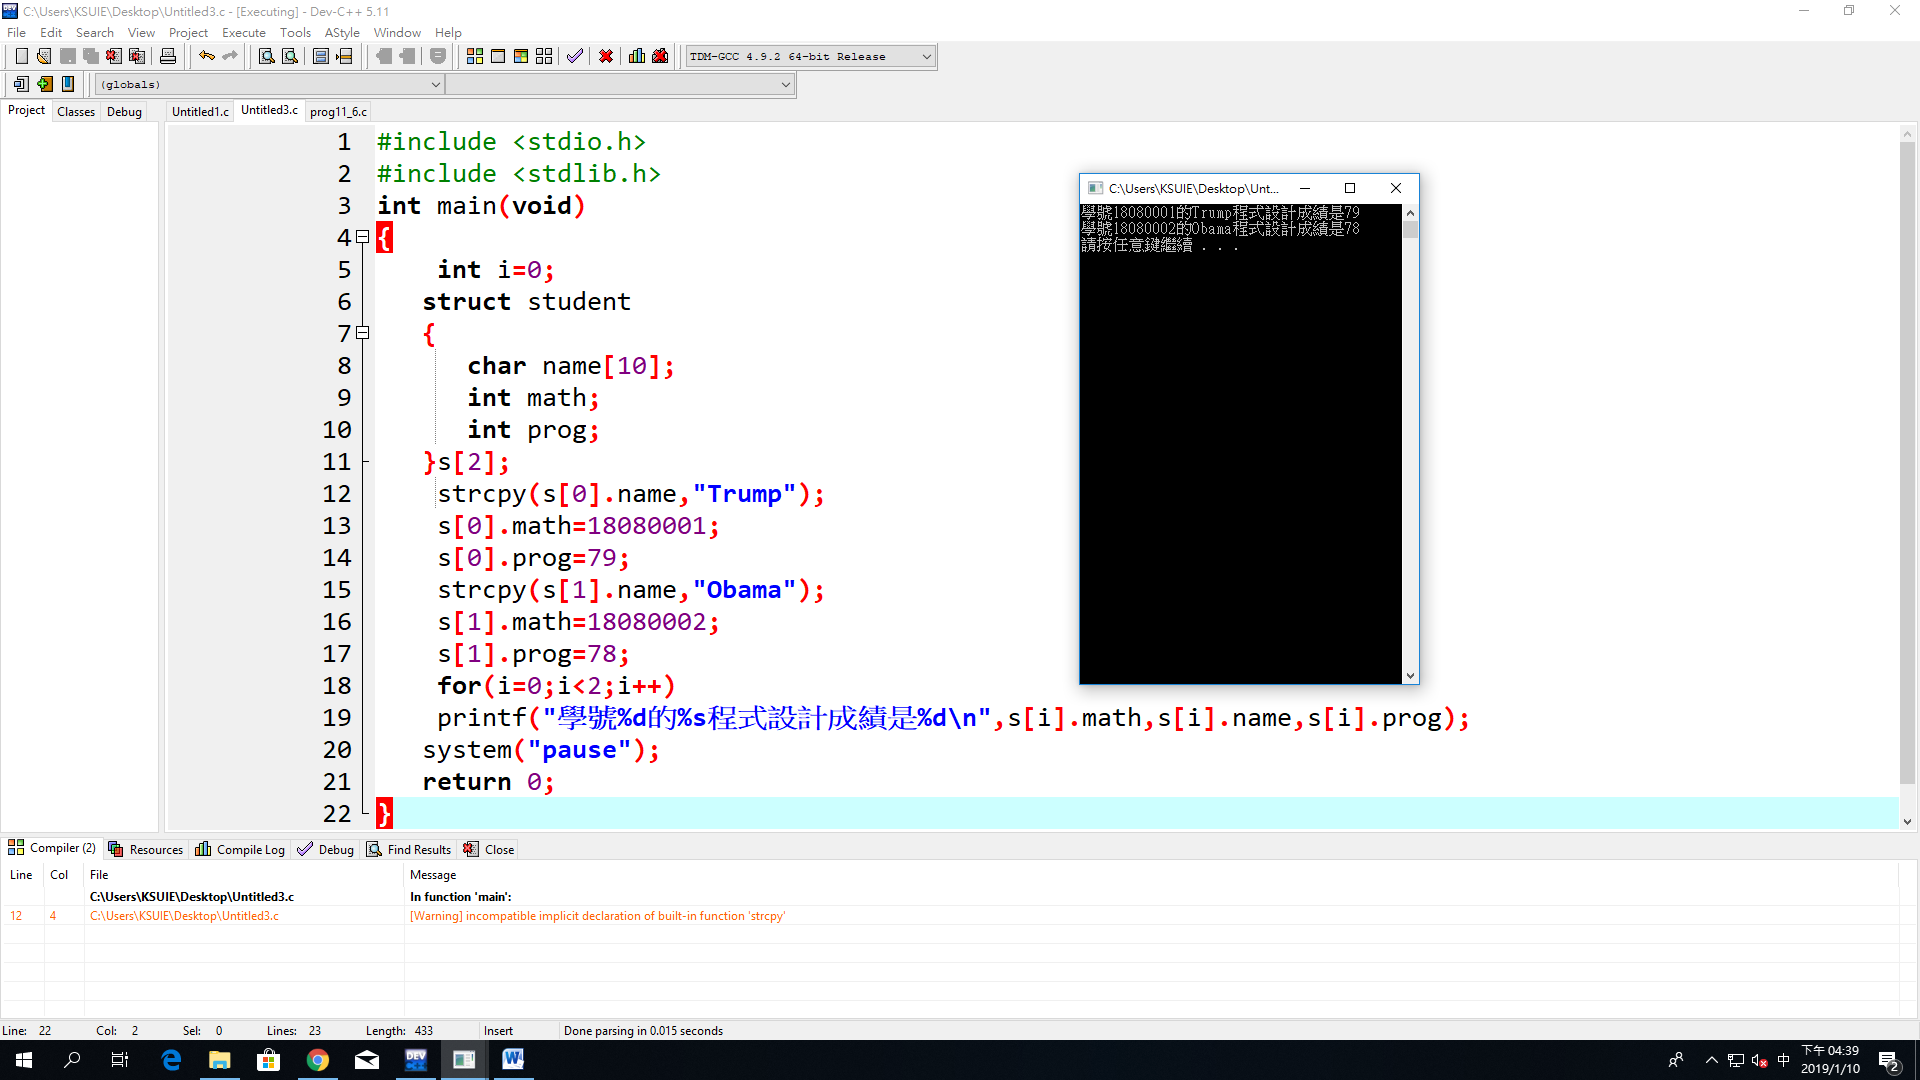 C:\Users\KSUIE\Desktop\Untitled3.c - [Executing] - Dev-C++ 5.11
File Edit Search View Project Execute Tools AStyle Window Help
TDM-GCC 4.9.2 64-bit Release
(globals)
Project Classes Debug Untitled1.c Untitled3.c prog11_6.c
1 #include <stdio.h>
2 #include <stdlib.h>
3 int main(void)
4 {
5 int i=0;
6 struct student
7 {
8 char name[10];
9 int math;
10 int prog;
11 }s[2];
12 strcpy(s[0].name,"Trump");
13 s[0].math=18080001;
14 s[0].prog=79;
15 strcpy(s[1].name,"Obama");
16 s[1].math=18080002;
17 s[1].prog=78;
18 for(i=0;i<2;i++)
19 printf("學號%d的%s程式設計成績是%d\n",s[i].math,s[i].name,s[i].prog);
20 system("pause");
21 return 0;
22 }
C:\Users\KSUIE\Desktop\Unt...
學號18080001的Trump程式設計成績是79
學號18080002的Obama程式設計成績是78
請按任意鍵繼續 . . .
Compiler (2) Resources Compile Log Debug Find Results Close
Line Col File Message
C:\Users\KSUIE\Desktop\Untitled3.c In function 'main':
12 4 C:\Users\KSUIE\Desktop\Untitled3.c [Warning] incompatible implicit declaration of built-in function 'strcpy'
Line: 22 Col: 2 Sel: 0 Lines: 23 Length: 433 Insert Done parsing in 0.015 seconds
DEV
中
下午 04:39
2019/1/10
2